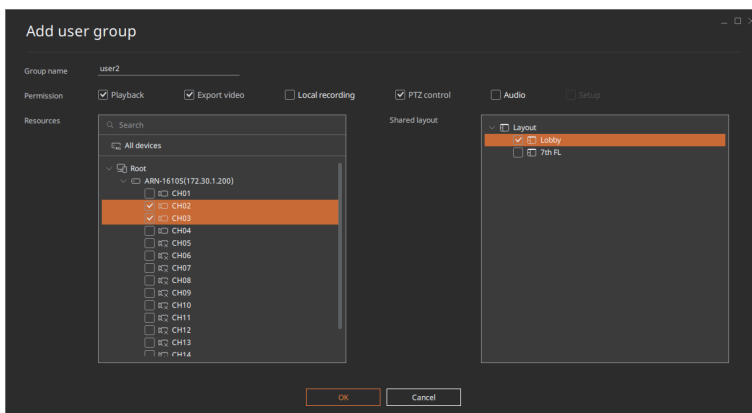 Add user group
Group name user2
Permission Playback Export video Local recording PTZ control Audio Setup
Resources Shared layout
Search
All devices
Root
ARN-1610S(172.30.1.200)
CH01
CH02
CH03
CH04
CH05
CH06
CH07
CH08
CH09
CH10
CH11
CH12
CH13
CH14
Layout
Lobby
7th FL
OK Cancel